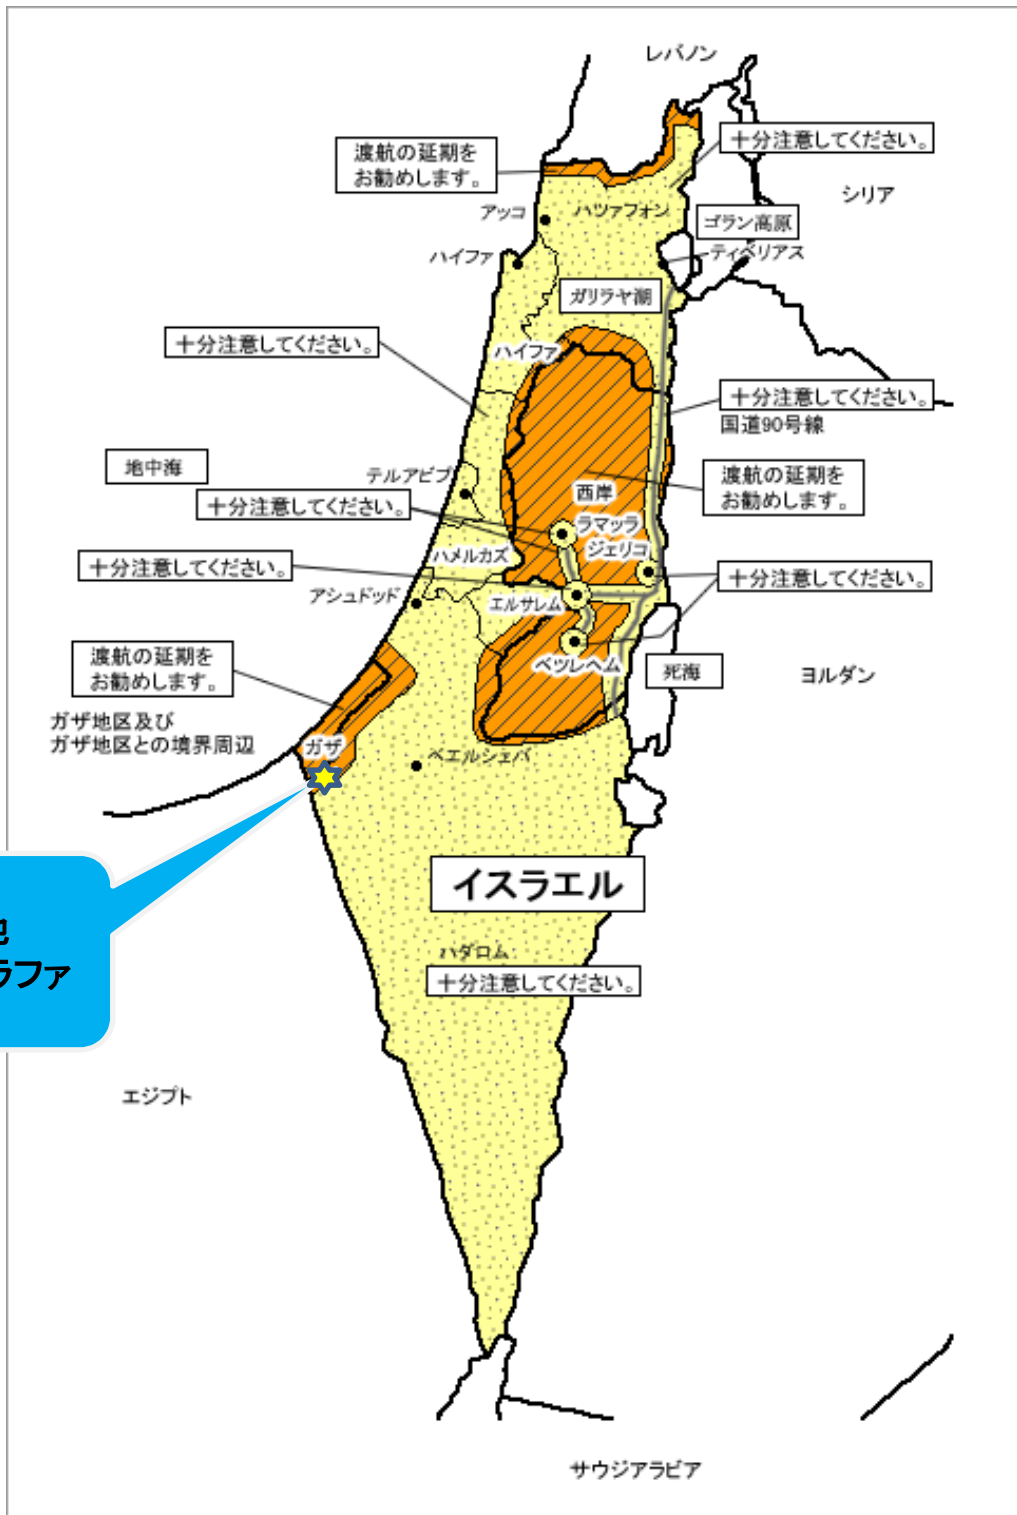 レバノン
十分注意してください。
渡航の延期を
お勧めします。
シリア
アッコ
ハツァフォン
ゴラン高原
ハイファ
ティベリアス
ガリラヤ湖
十分注意してください。
ハイファ
十分注意してください。
国道90号線
地中海
テルアビブ
渡航の延期を
お勧めします。
西岸
十分注意してください。
ラマッラ
ジェリコ
ハメルカズ
十分注意してください。
十分注意してください。
アシュドッド
エルサレム
渡航の延期を
お勧めします。
ベツレヘム
死海
ヨルダン
ガザ地区及び
ガザ地区との境界周辺
ガザ
ベエルシェバ
イスラエル
ラファ
ハダロム
十分注意してください。
エジプト
サウジアラビア